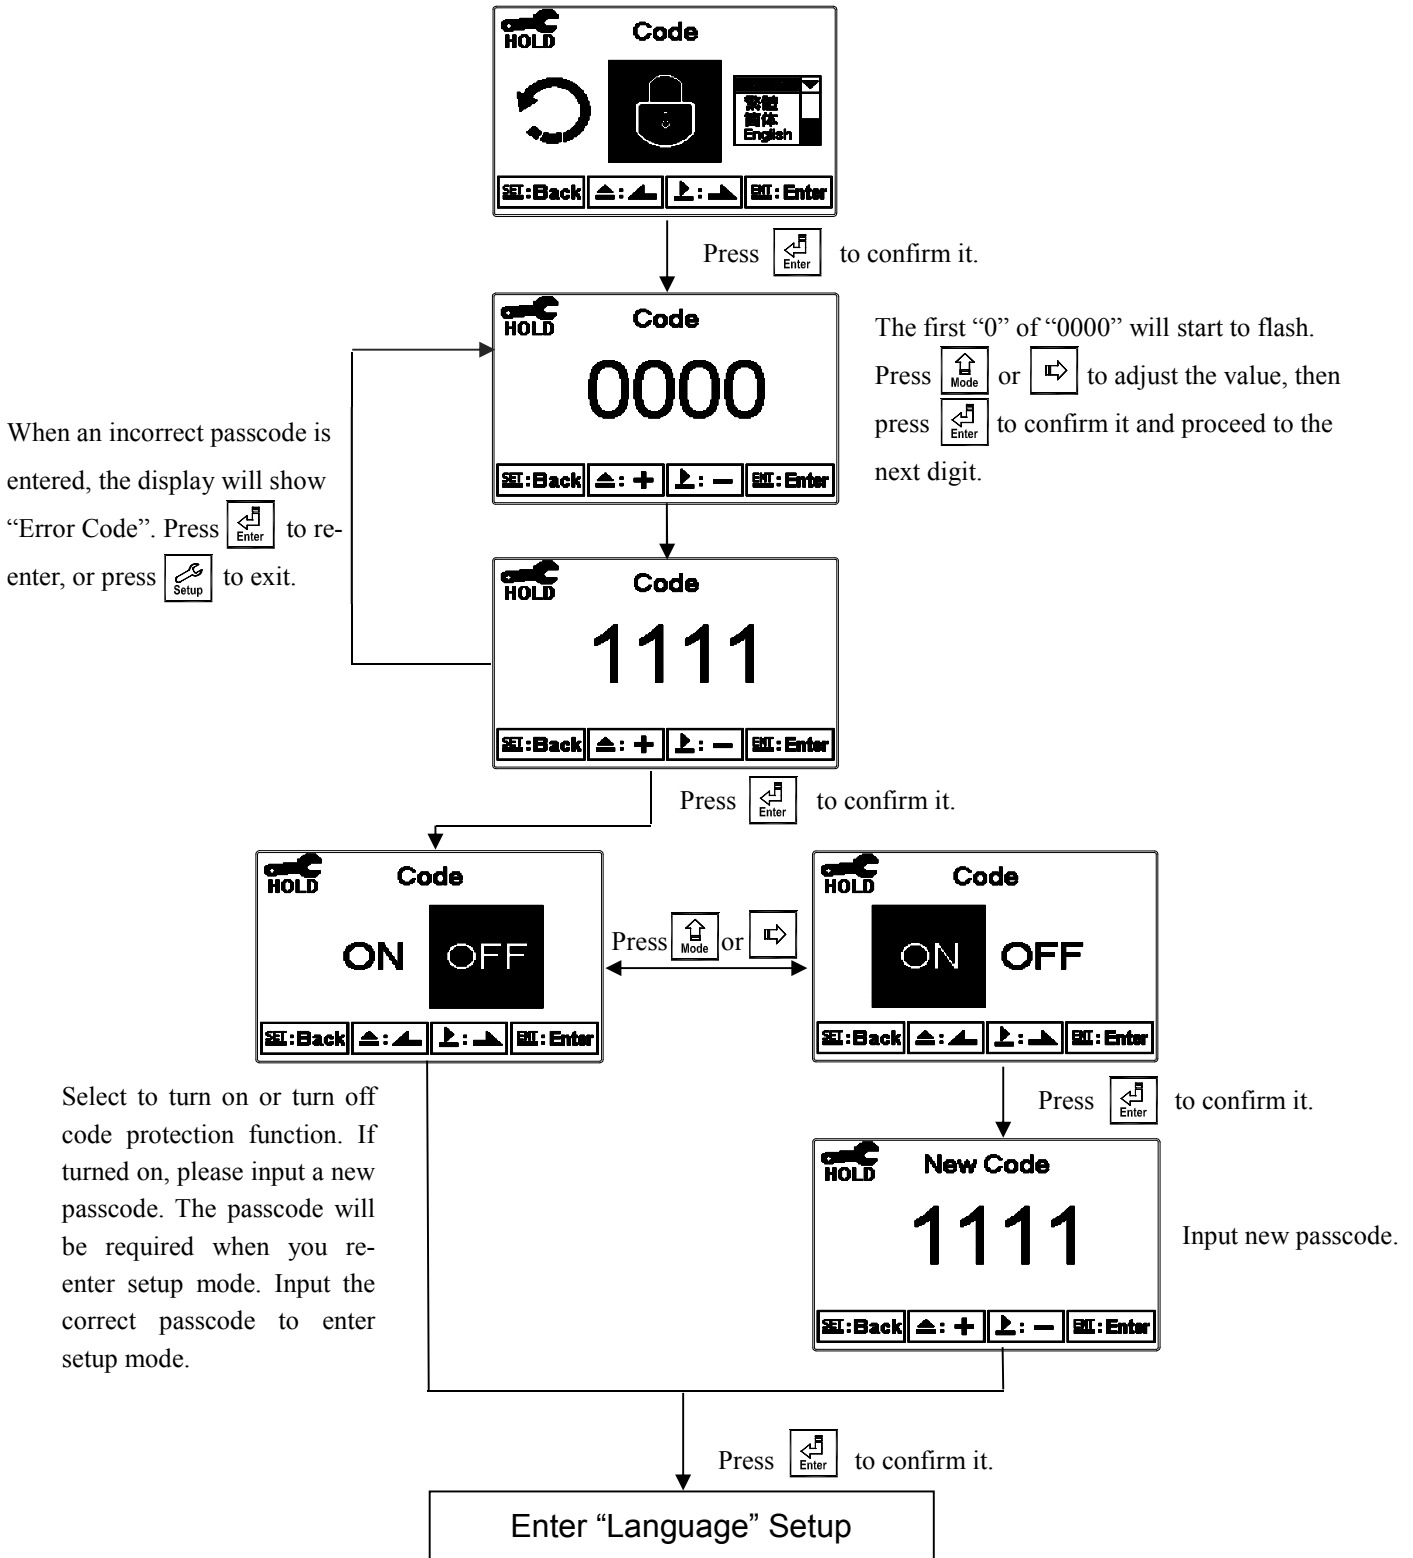 HOLD Code
繁體
简体
English
SET:Back : : ENT:Enter
Press Enter to confirm it.
HOLD Code
0000
SET:Back : + : - ENT:Enter
The first “0” of “0000” will start to flash.
Press Mode or to adjust the value, then
press Enter to confirm it and proceed to the
next digit.
When an incorrect passcode is
entered, the display will show
“Error Code”. Press Enter to re-
enter, or press Setup to exit.
HOLD Code
1111
SET:Back : + : - ENT:Enter
Press Enter to confirm it.
HOLD Code
ON OFF
SET:Back : : ENT:Enter
Press Mode or
HOLD Code
ON OFF
SET:Back : : ENT:Enter
Select to turn on or turn off
code protection function. If
turned on, please input a new
passcode. The passcode will
be required when you re-
enter setup mode. Input the
correct passcode to enter
setup mode.
Press Enter to confirm it.
HOLD New Code
1111
SET:Back : + : - ENT:Enter
Input new passcode.
Press Enter to confirm it.
Enter “Language” Setup